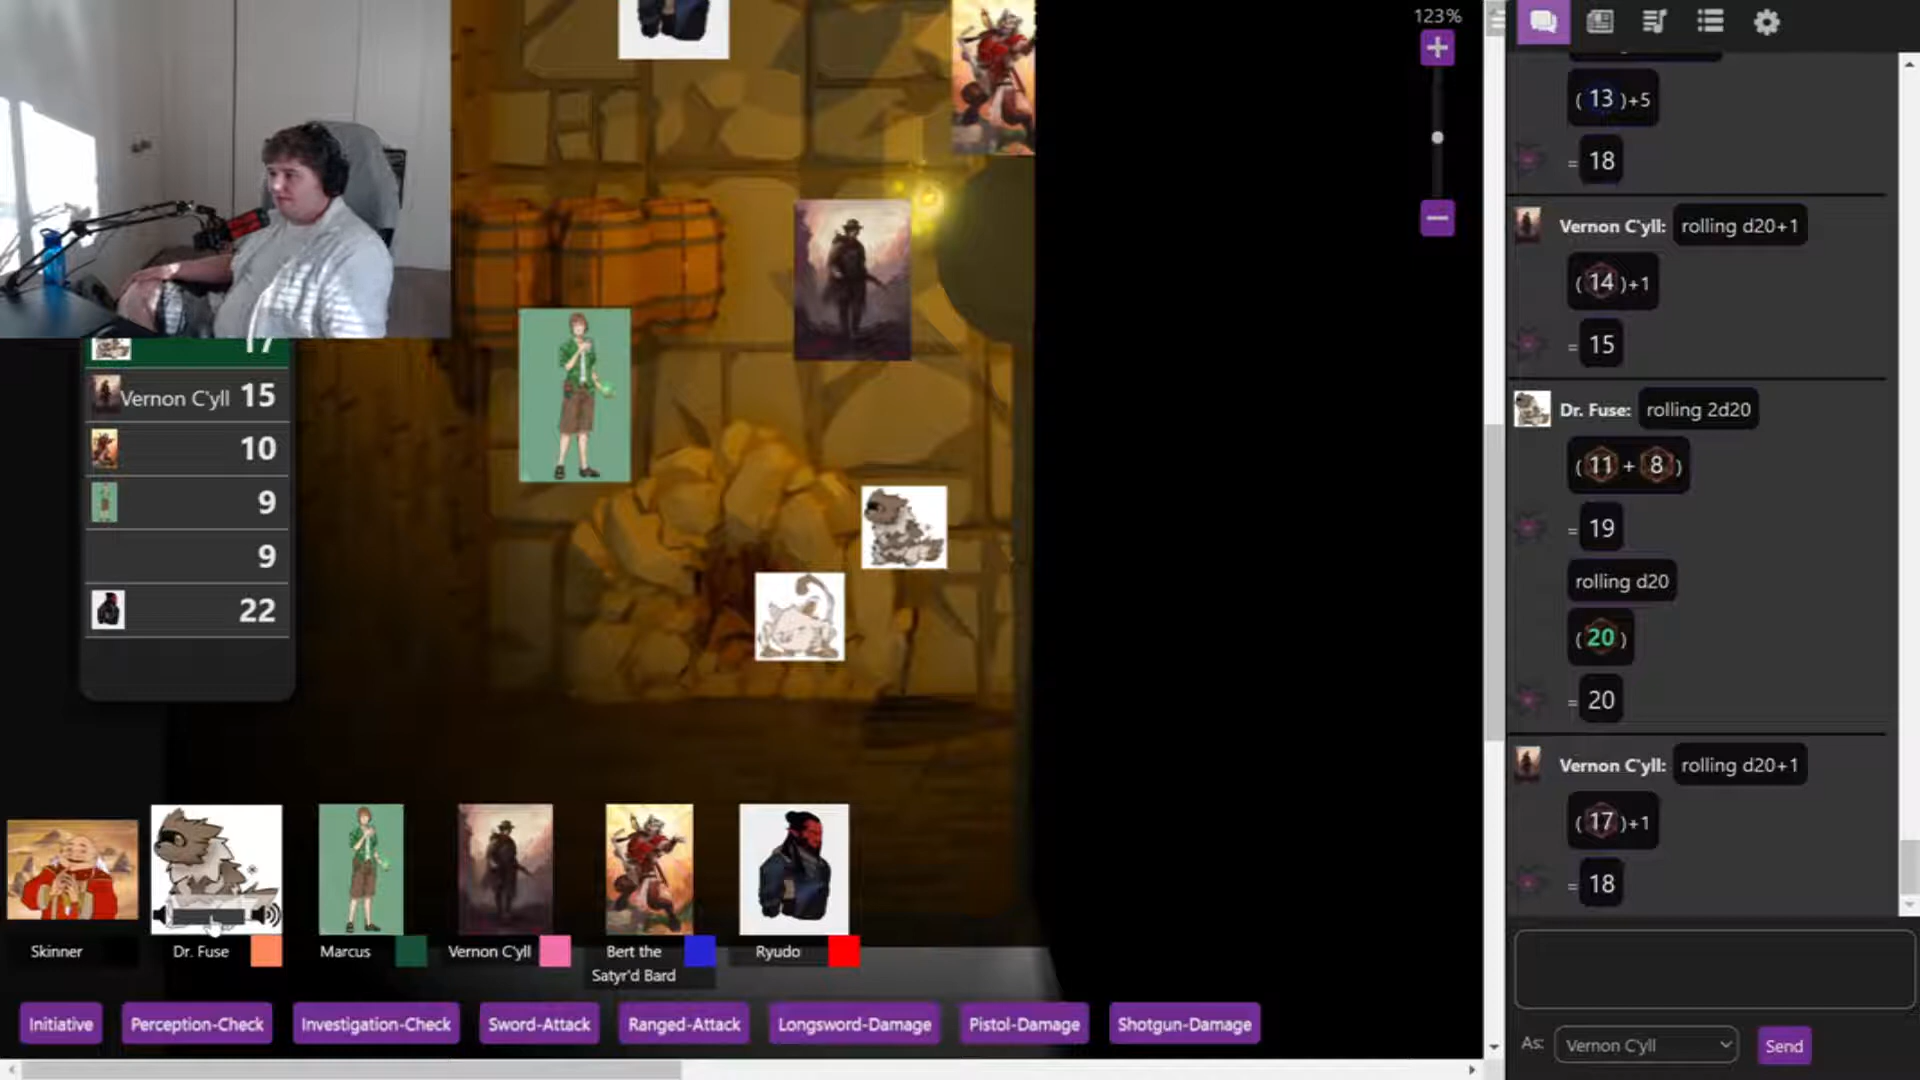 123%
(13)+5
= 18
Vernon C'yll: rolling d20+1
(14)+1
= 15
Dr. Fuse: rolling 2d20
(11 + 8)
= 19
rolling d20
(20)
= 20
Vernon C'yll: rolling d20+1
(17)+1
= 18
17
Vernon C'yll 15
10
9
9
22
Skinner
Dr. Fuse
Marcus
Vernon C'yll
Bert the
Satyr'd Bard
Ryudo
Initiative
Perception-Check
Investigation-Check
Sword-Attack
Ranged-Attack
Longsword-Damage
Pistol-Damage
Shotgun-Damage
As: Vernon C'yll
Send